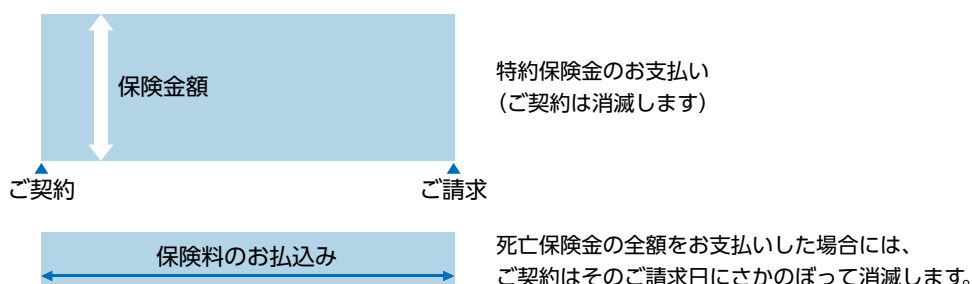 保険金額
特約保険金のお支払い
（ご契約は消滅します）
ご契約
ご請求
保険料のお払込み
死亡保険金の全額をお支払いした場合には、
ご契約はそのご請求日にさかのぼって消滅します。